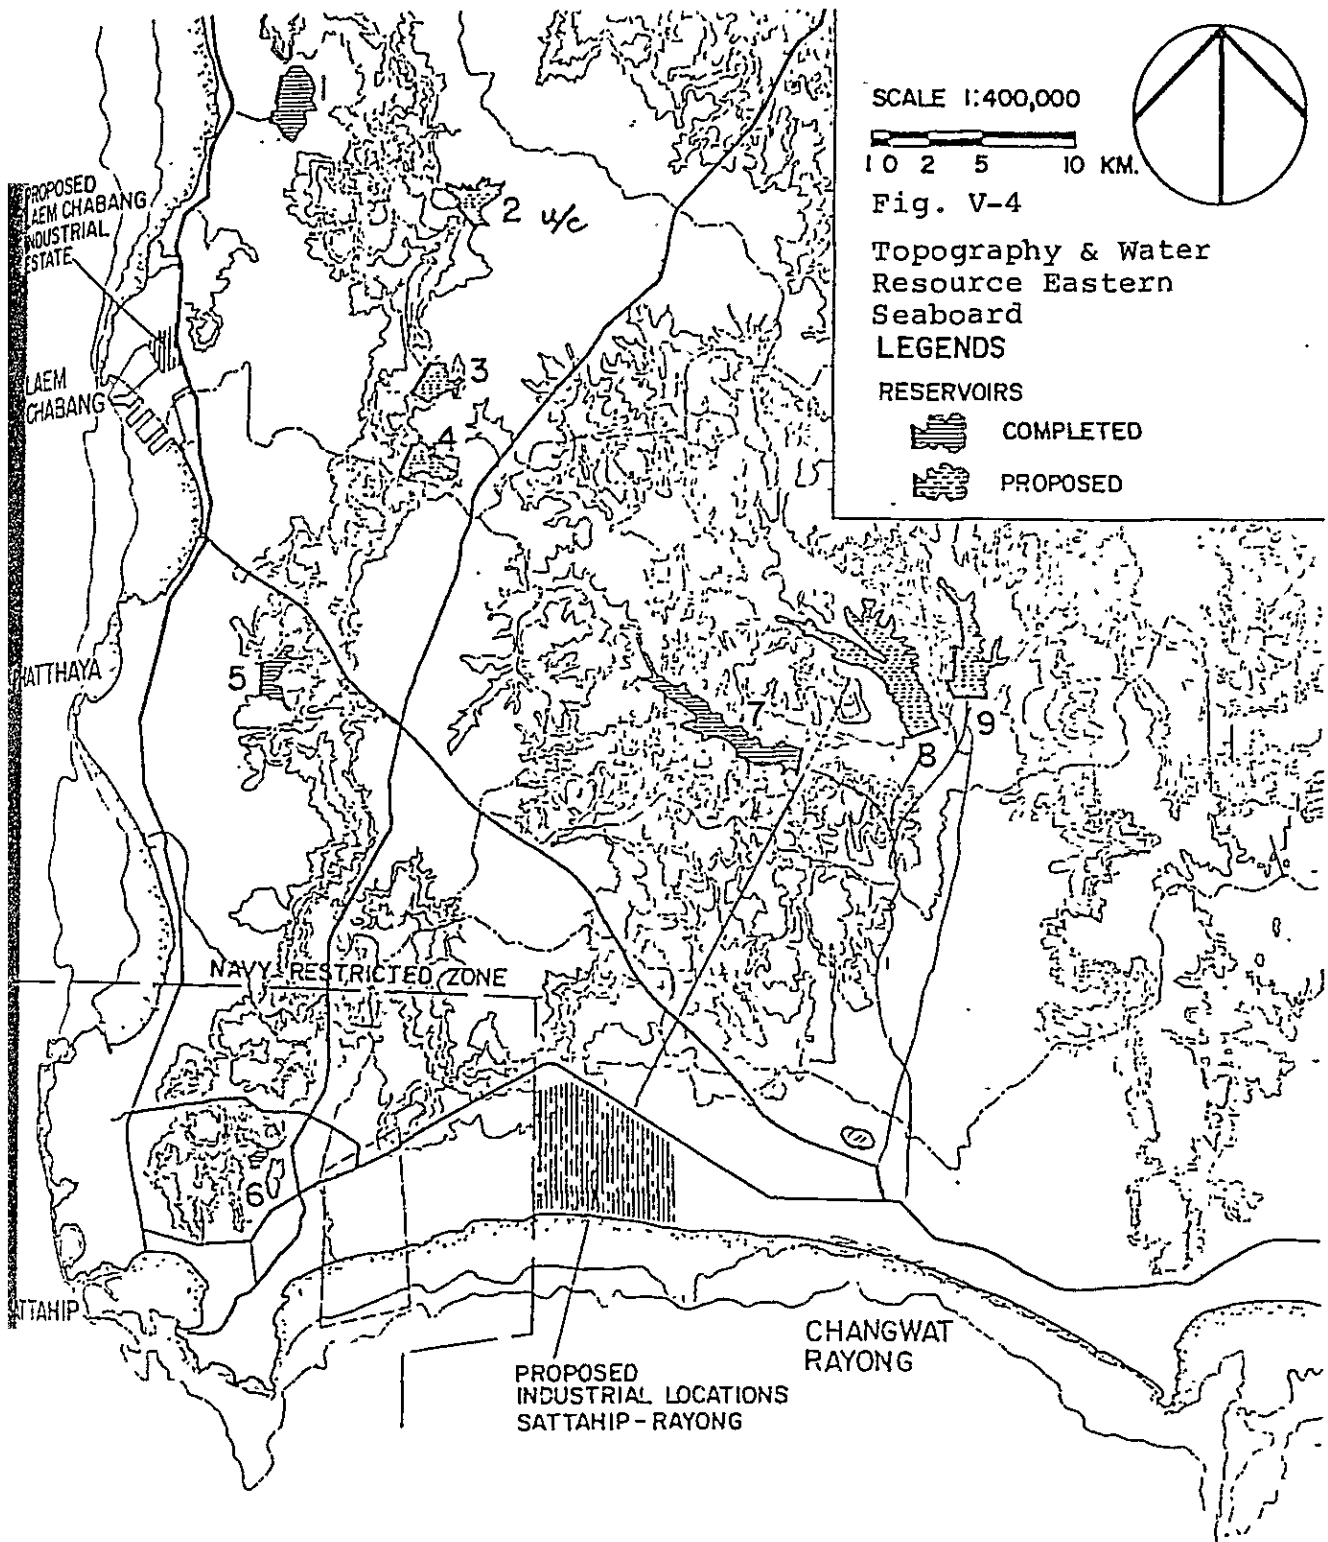 SCALE 1:400,000
1 0 2 5 10 KM.
Fig. V-4
Topography & Water
Resource Eastern
Seaboard
LEGENDS
RESERVOIRS
COMPLETED
PROPOSED
1
PROPOSED
LAEM CHABANG
INDUSTRIAL
ESTATE
2 u/c
3
LAEM
CHABANG
4
PHATTHAYA
5
7
8
9
NAVY RESTRICTED ZONE
6
ATTAHIP
CHANGWAT
RAYONG
PROPOSED
INDUSTRIAL LOCATIONS
SATTAHIP-RAYONG